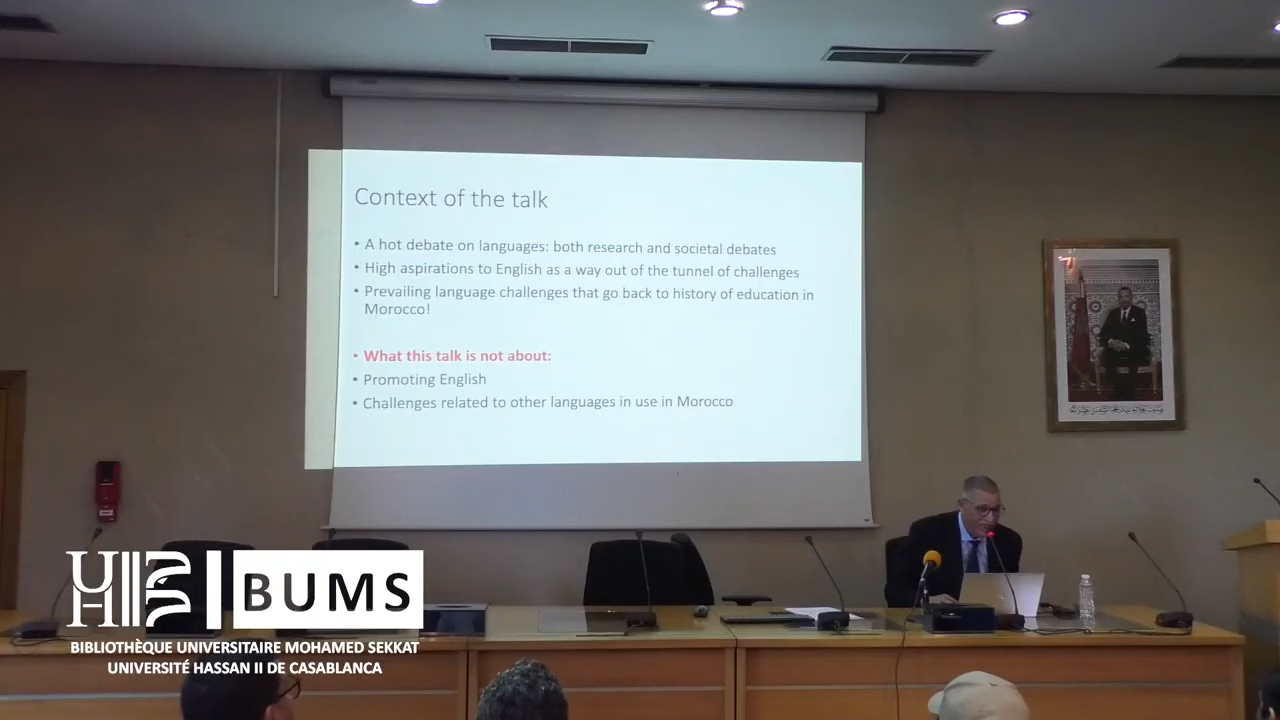 Context of the talk
• A hot debate on languages: both research and societal debates
• High aspirations to English as a way out of the tunnel of challenges
• Prevailing language challenges that go back to history of education in
Morocco!
• What this talk is not about:
• Promoting English
• Challenges related to other languages in use in Morocco
BUMS
BIBLIOTHÈQUE UNIVERSITAIRE MOHAMED SEKKAT
UNIVERSITÉ HASSAN II DE CASABLANCA